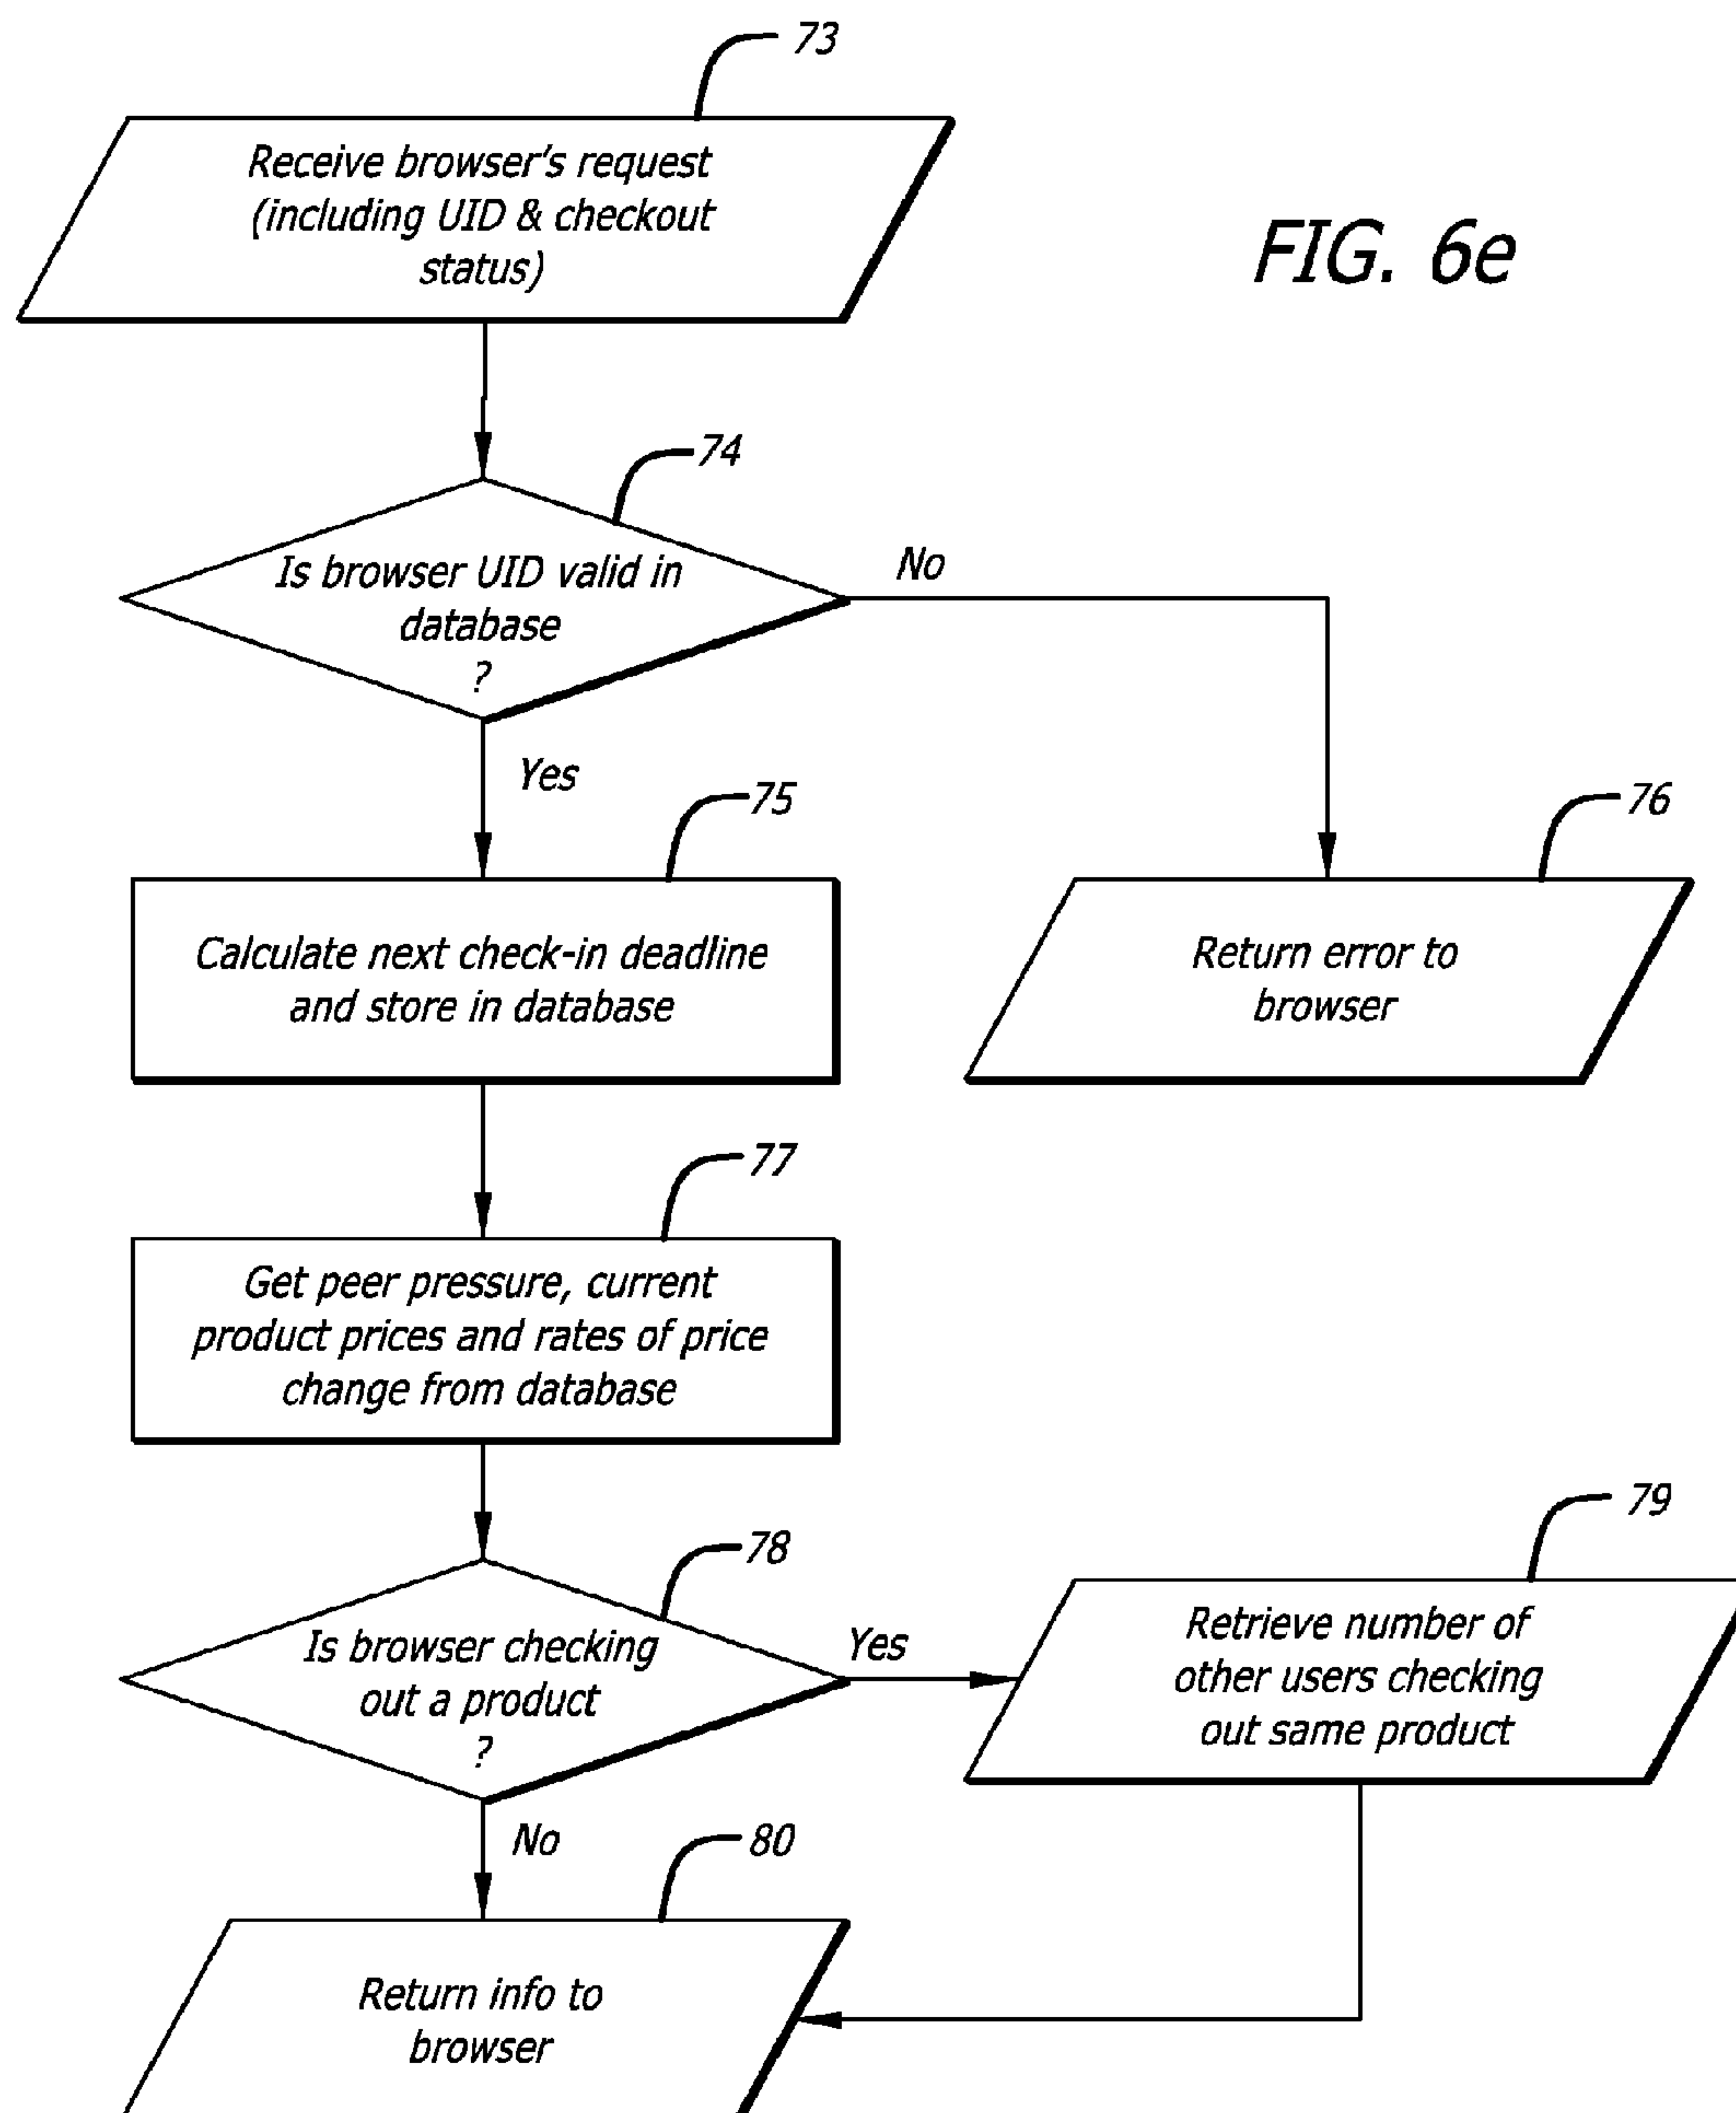 73
Receive browser's request
(including UID & checkout
status)
FIG. 6e
74
Is browser UID valid in
database
?
No
Yes
75
Calculate next check-in deadline
and store in database
76
Return error to
browser
77
Get peer pressure, current
product prices and rates of price
change from database
78
Is browser checking
out a product
?
Yes
79
Retrieve number of
other users checking
out same product
No
80
Return info to
browser